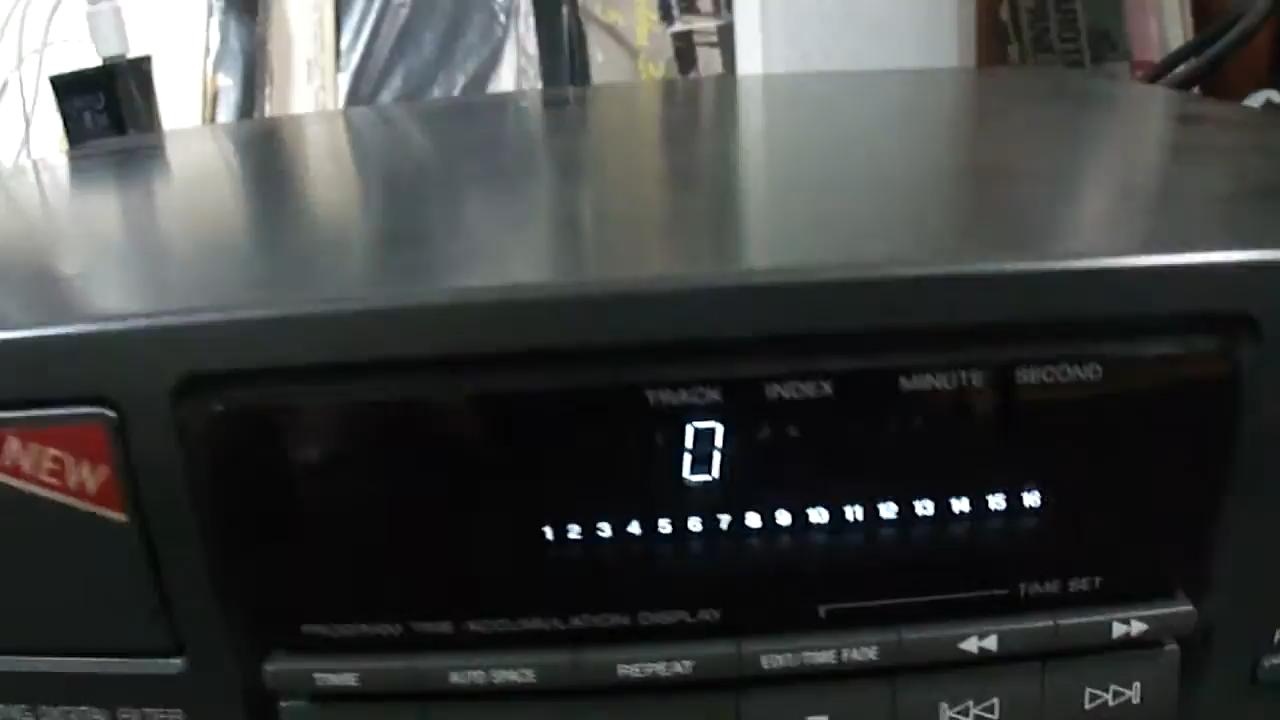 TRACK INDEX MINUTE SECOND
0
1 2 3 4 5 6 7 8 9 10 11 12 13 14 15 16
NEW
TIME SET
PROGRAM TIME ACCUMULATION DISPLAY
TIME AUTO SPACE REPEAT EDIT/TIME FADE